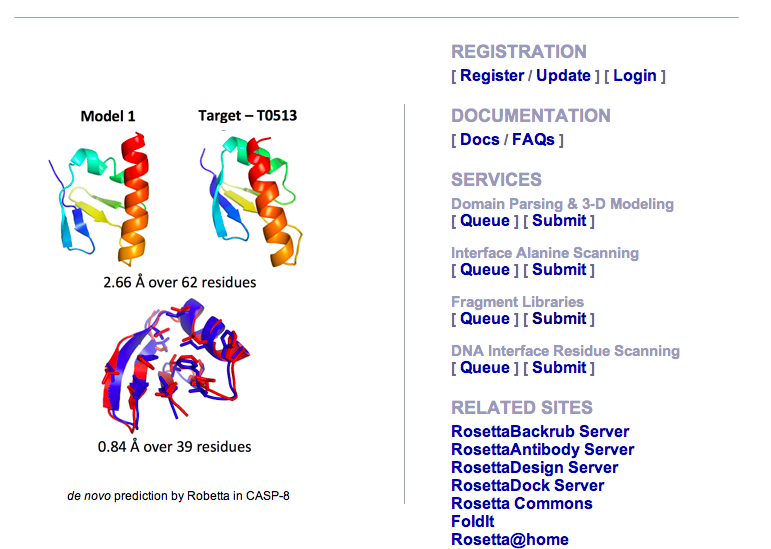 Model 1
Target – T0513
2.66 Å over 62 residues
0.84 Å over 39 residues
de novo prediction by Robetta in CASP-8
REGISTRATION
[ Register / Update ] [ Login ]
DOCUMENTATION
[ Docs / FAQs ]
SERVICES
Domain Parsing & 3-D Modeling
[ Queue ] [ Submit ]
Interface Alanine Scanning
[ Queue ] [ Submit ]
Fragment Libraries
[ Queue ] [ Submit ]
DNA Interface Residue Scanning
[ Queue ] [ Submit ]
RELATED SITES
RosettaBackrub Server
RosettaAntibody Server
RosettaDesign Server
RosettaDock Server
Rosetta Commons
FoldIt
Rosetta@home